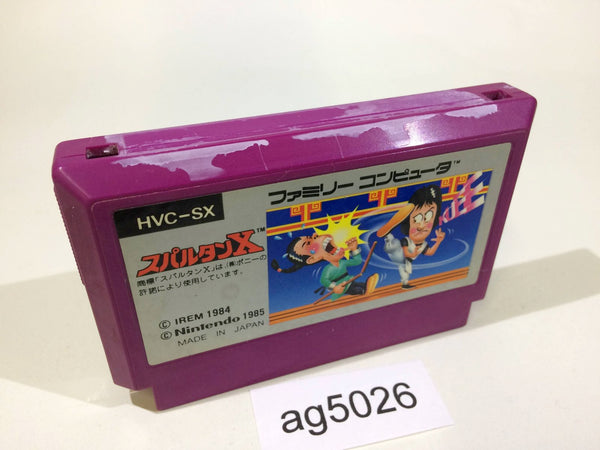 HVC-SX
ファミリー コンピュータ™
スパルタンX™
商標「スパルタンX」は、(株)ポニーの
許諾により使用しています。
© IREM 1984
© Nintendo 1985
MADE IN JAPAN
ag5026